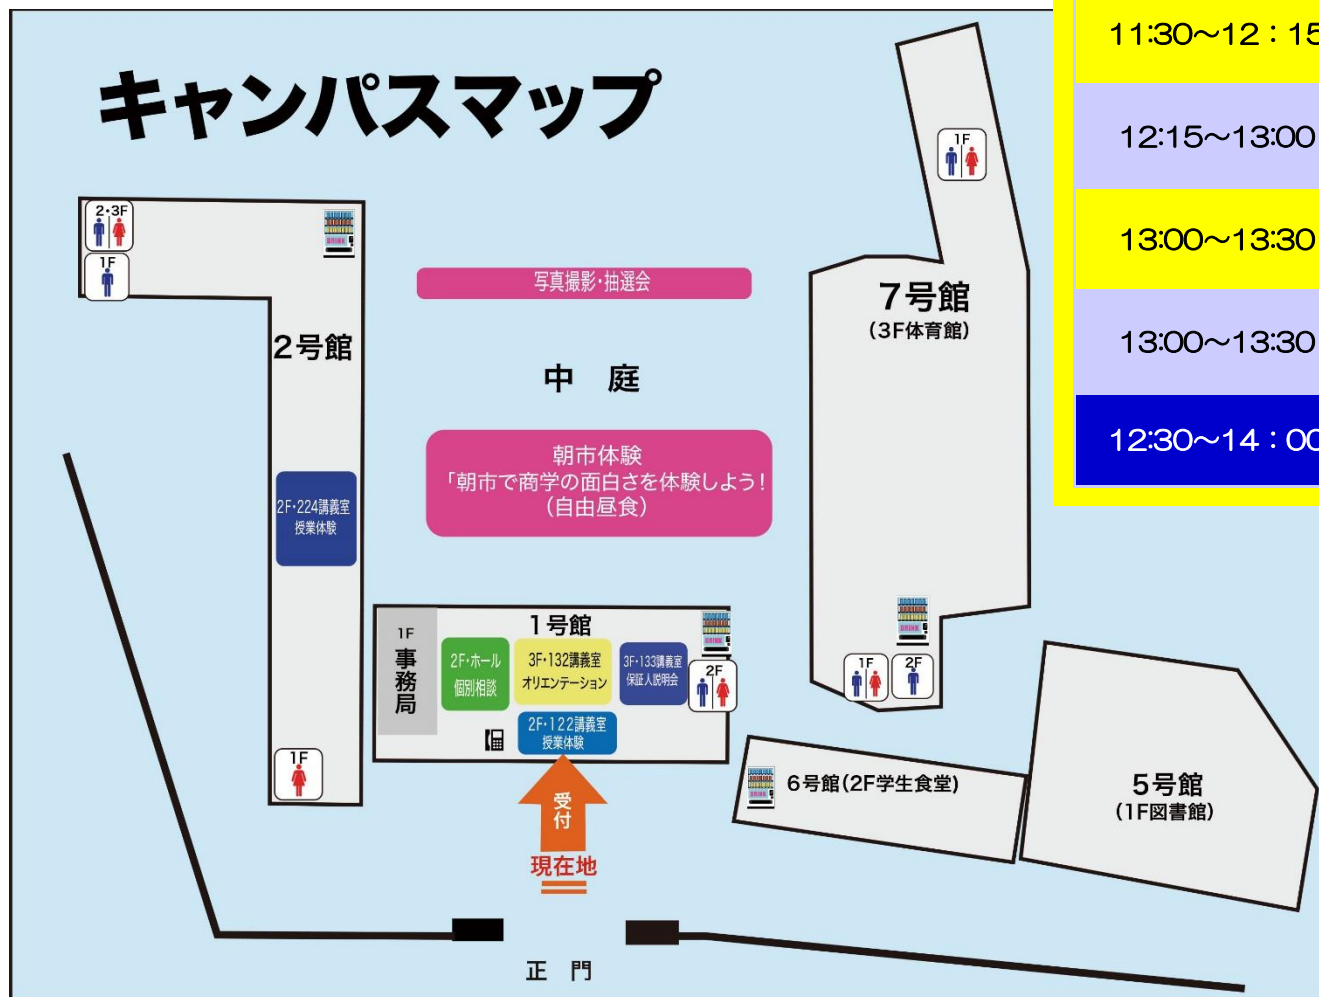 キャンパスマップ
11:30～12：15
12:15～13:00
13:00～13:30
13:00～13:30
12:30～14：00
1F
2・3F
1F
写真撮影・抽選会
7号館
(3F体育館)
2号館
中 庭
朝市体験
「朝市で商学の面白さを体験しよう!
(自由昼食)
2F・224講義室
授業体験
1F
事務局
1号館
2F・ホール
個別相談
3F・132講義室
オリエンテーション
3F・133講義室
保証人説明会
2F
2F・122講義室
授業体験
1F
2F
1F
受付
現在地
6号館(2F学生食堂)
5号館
(1F図書館)
正 門